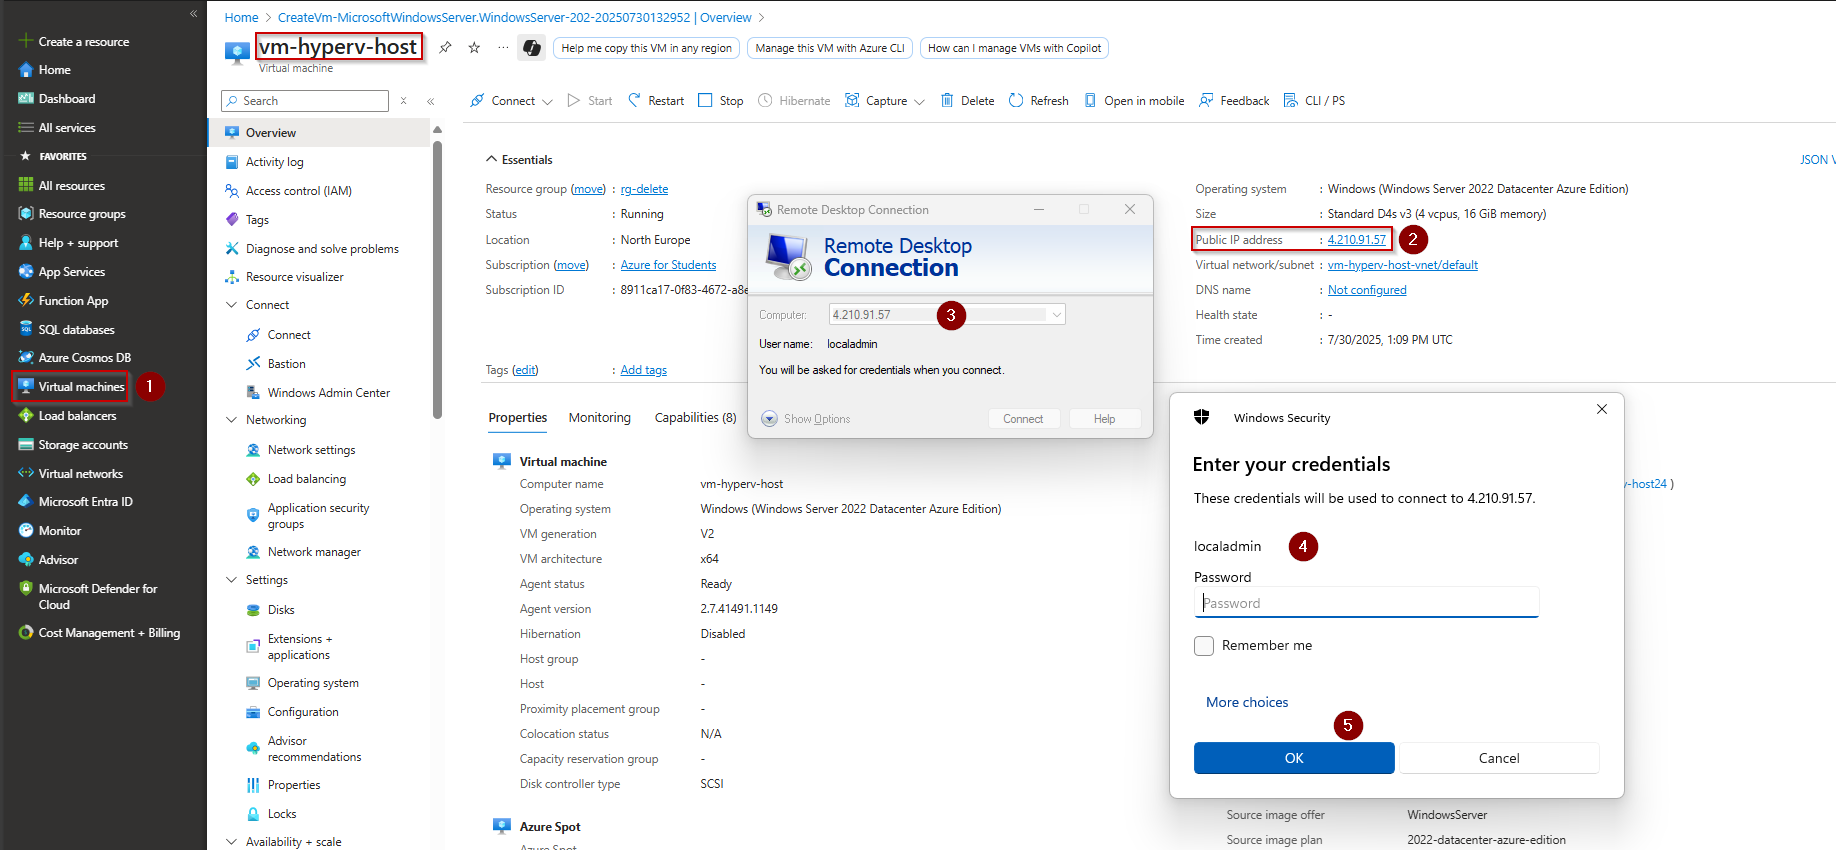 «
Create a resource
Home
Dashboard
All services
FAVORITES
All resources
Resource groups
Help + support
App Services
Function App
SQL databases
Azure Cosmos DB
Virtual machines
1
Load balancers
Storage accounts
Virtual networks
Microsoft Entra ID
Monitor
Advisor
Microsoft Defender for
Cloud
Cost Management + Billing
Home > CreateVm-MicrosoftWindowsServer.WindowsServer-202-20250730132952 | Overview >
vm-hyperv-host
Virtual machine
...
Help me copy this VM in any region
Manage this VM with Azure CLI
How can I manage VMs with Copilot
Search
«
Overview
Activity log
Access control (IAM)
Tags
Diagnose and solve problems
Resource visualizer
Connect
Connect
Bastion
Windows Admin Center
Networking
Network settings
Load balancing
Application security
groups
Network manager
Settings
Disks
Extensions +
applications
Operating system
Configuration
Advisor
recommendations
Properties
Locks
Availability + scale
Connect
Start
Restart
Stop
Hibernate
Capture
Delete
Refresh
Open in mobile
Feedback
CLI / PS
Essentials
JSON V
Resource group (move) : rg-delete
Status : Running
Location : North Europe
Subscription (move) : Azure for Students
Subscription ID : 8911ca17-0f83-4672-a8e
Tags (edit) : Add tags
Operating system : Windows (Windows Server 2022 Datacenter Azure Edition)
Size : Standard D4s v3 (4 vcpus, 16 GiB memory)
Public IP address : 4.210.91.57
2
Virtual network/subnet : vm-hyperv-host-vnet/default
DNS name : Not configured
Health state : -
Time created : 7/30/2025, 1:09 PM UTC
Remote Desktop Connection
Remote Desktop
Connection
Computer: 4.210.91.57
3
User name: localadmin
You will be asked for credentials when you connect.
Show Options
Connect
Help
Properties
Monitoring
Capabilities (8)
Virtual machine
Computer name vm-hyperv-host
Operating system Windows (Windows Server 2022 Datacenter Azure Edition)
VM generation V2
VM architecture x64
Agent status Ready
Agent version 2.7.41491.1149
Hibernation Disabled
Host group -
Host -
Proximity placement group -
Colocation status N/A
Capacity reservation group -
Disk controller type SCSI
Azure Spot
Azure Spot
Windows Security
Enter your credentials
These credentials will be used to connect to 4.210.91.57.
localadmin
4
Password
Password
Remember me
More choices
5
OK
Cancel
-host24 )
Source image offer WindowsServer
Source image plan 2022-datacenter-azure-edition